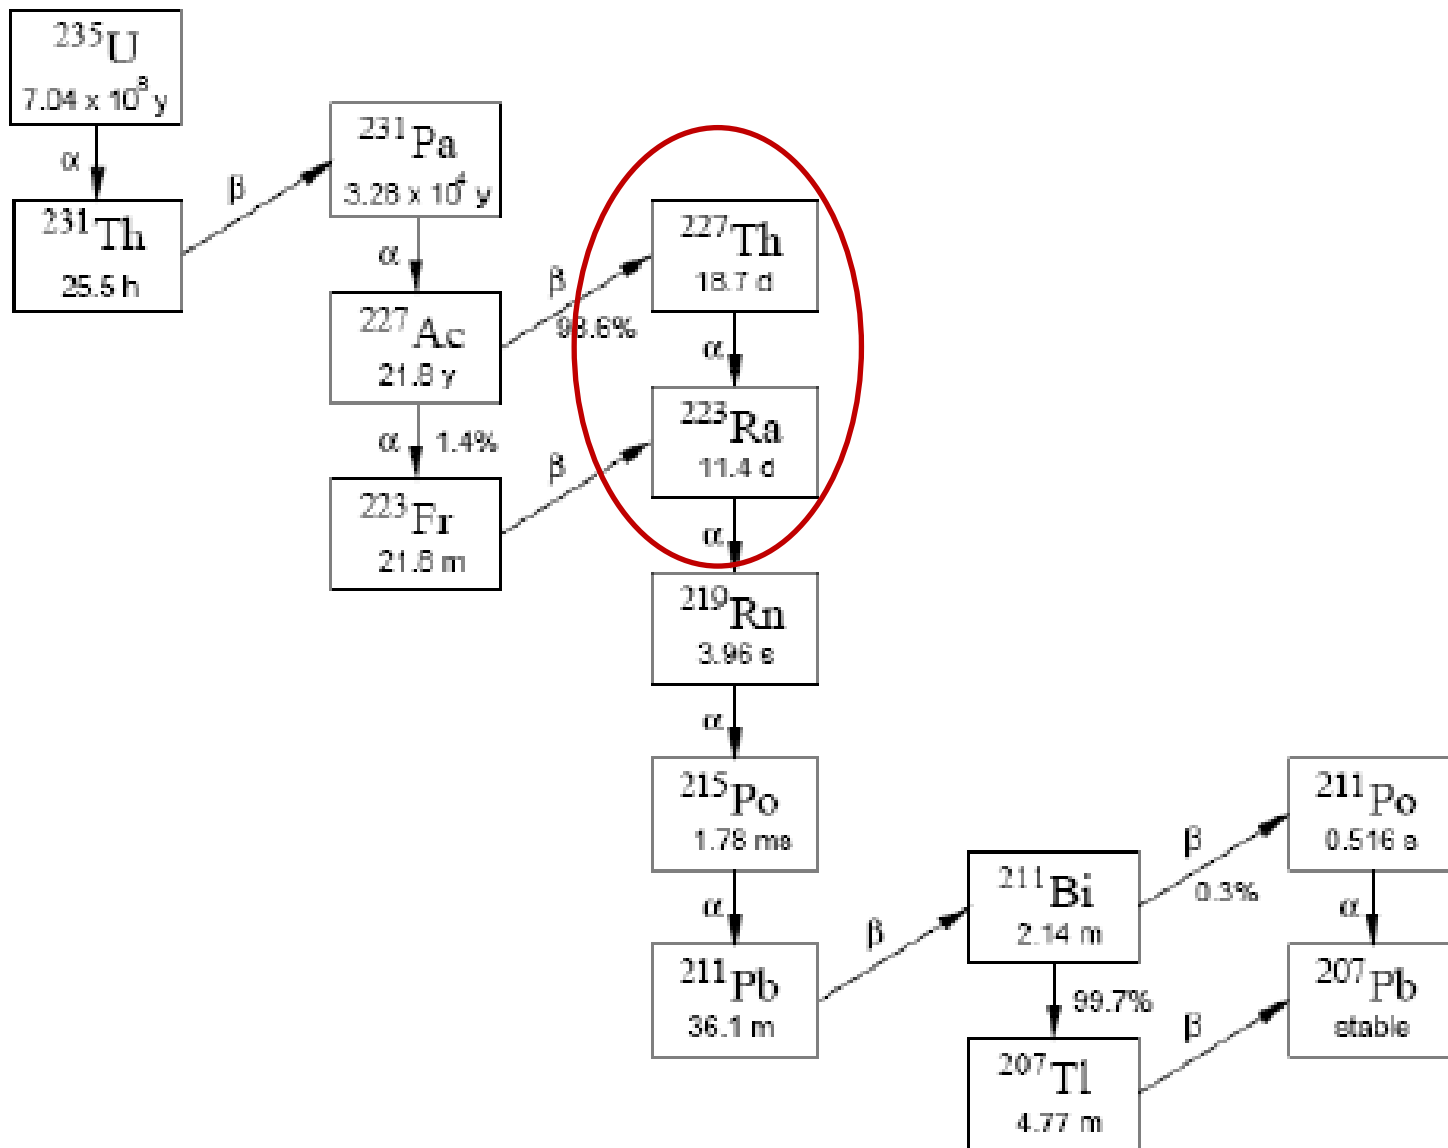 235U
7.04 x 10^8 y
α
231Th
25.5 h
β
231Pa
3.28 x 10^4 y
α
227Ac
21.8 y
β
98.6%
α 1.4%
223Fr
21.8 m
β
227Th
18.7 d
α
223Ra
11.4 d
α
219Rn
3.96 s
α
215Po
1.78 ms
α
211Pb
36.1 m
β
211Bi
2.14 m
β
0.3%
99.7%
207Tl
4.77 m
β
211Po
0.516 s
α
207Pb
stable